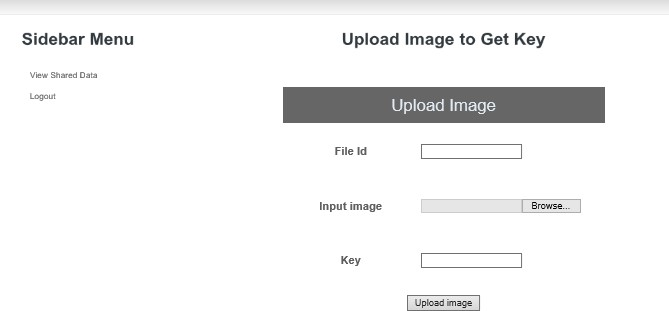 Sidebar Menu
View Shared Data
Logout
Upload Image to Get Key
Upload Image
File Id
Input image
Browse...
Key
Upload image